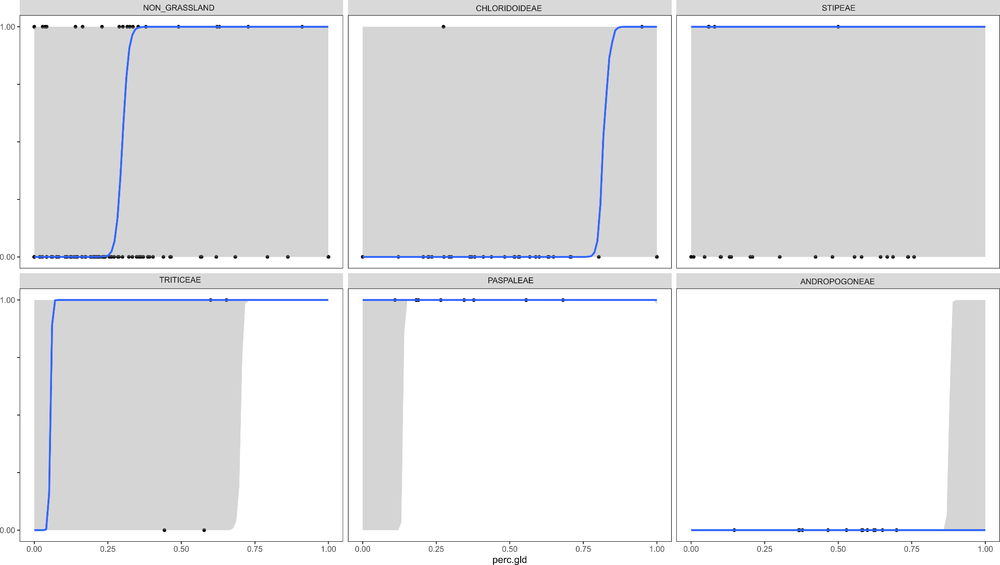 NON_GRASSLAND
CHLORIDOIDEAE
STIPEAE
1.00
0.00
TRITICEAE
PASPALEAE
ANDROPOGONEAE
1.00
0.00
0.00 0.25 0.50 0.75 1.00 0.00 0.25 0.50 0.75 1.00 0.00 0.25 0.50 0.75 1.00
perc.gld